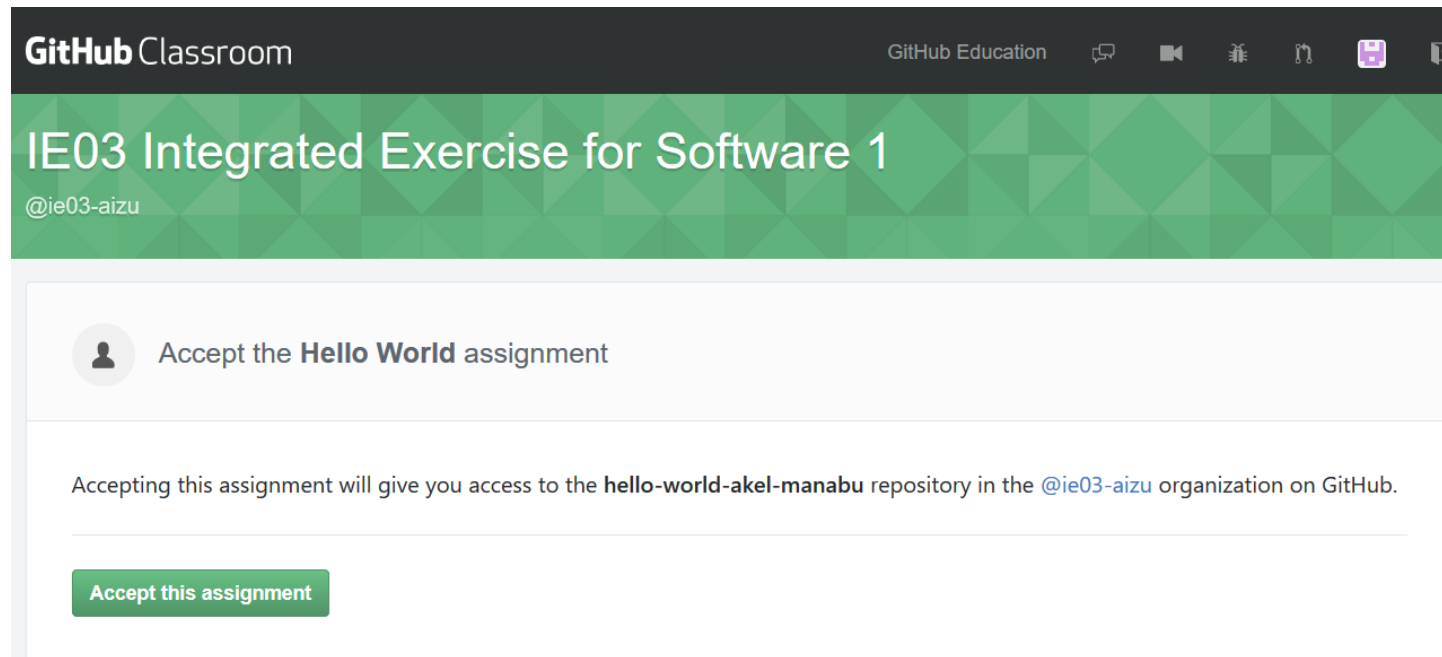 GitHub Classroom
GitHub Education
IE03 Integrated Exercise for Software 1
@ie03-aizu
Accept the Hello World assignment
Accepting this assignment will give you access to the hello-world-akel-manabu repository in the @ie03-aizu organization on GitHub.
Accept this assignment